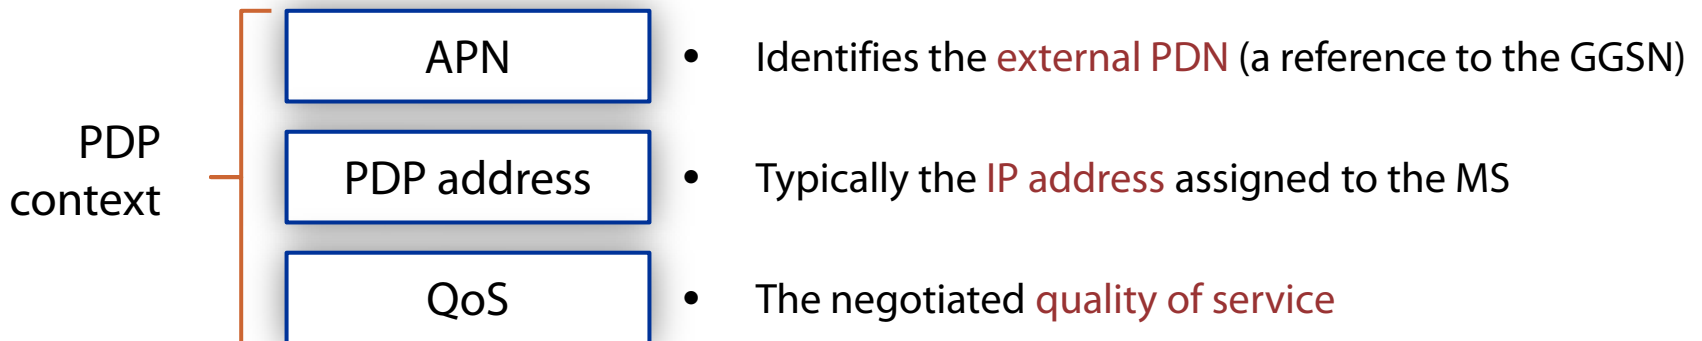 APN
• Identifies the external PDN (a reference to the GGSN)
PDP
context
PDP address
• Typically the IP address assigned to the MS
QoS
• The negotiated quality of service